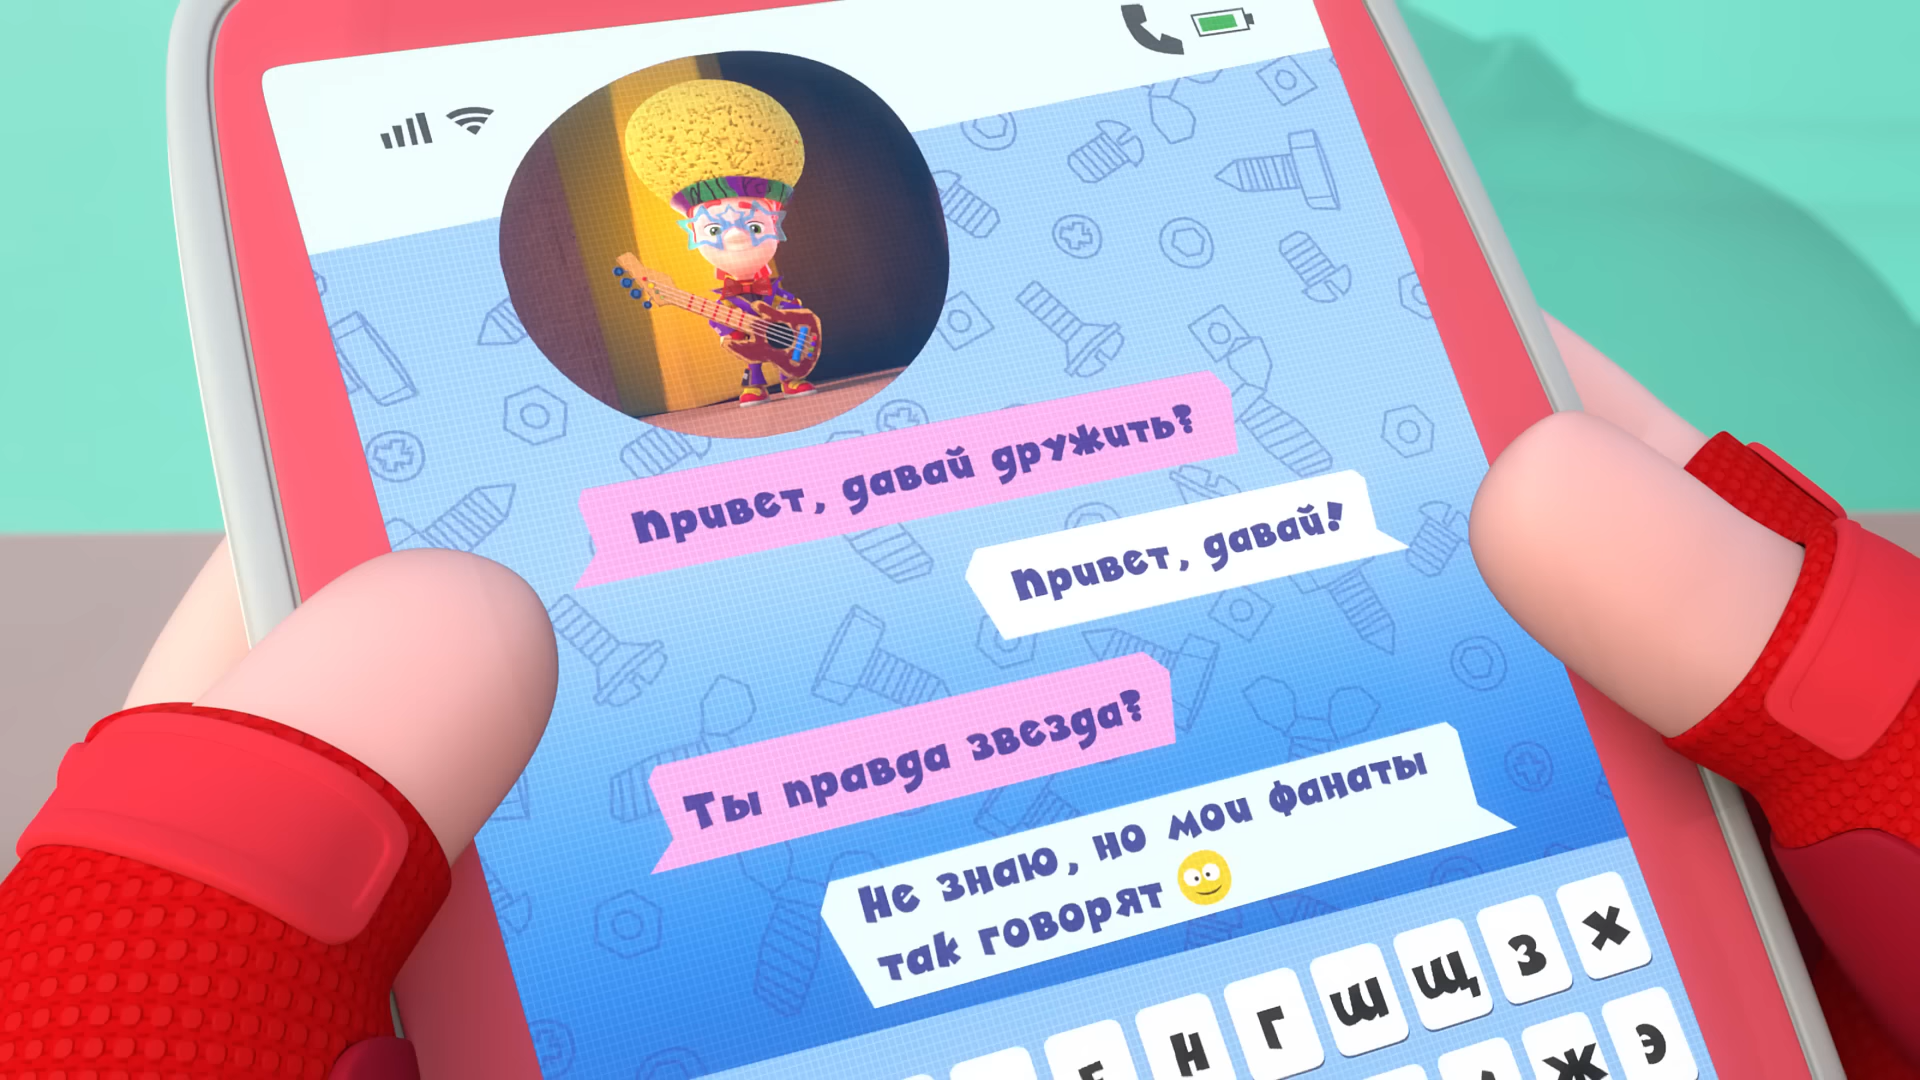 Привет, давай дружить?
Привет, давай!
Ты правда звезда?
Не знаю, но мои фанаты
так говорят
Н Г Ш Щ З Х
Ж Э